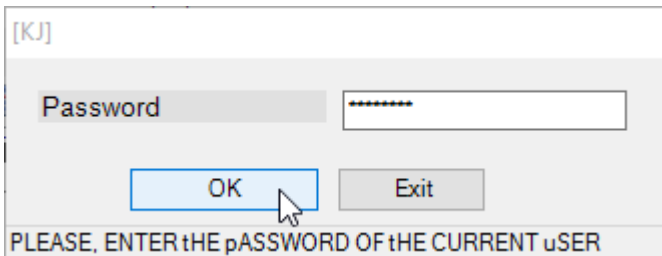 [KJ]
Password ********
OK Exit
PLEASE, ENTER tHE pASSWORD OF tHE CURRENT uSER